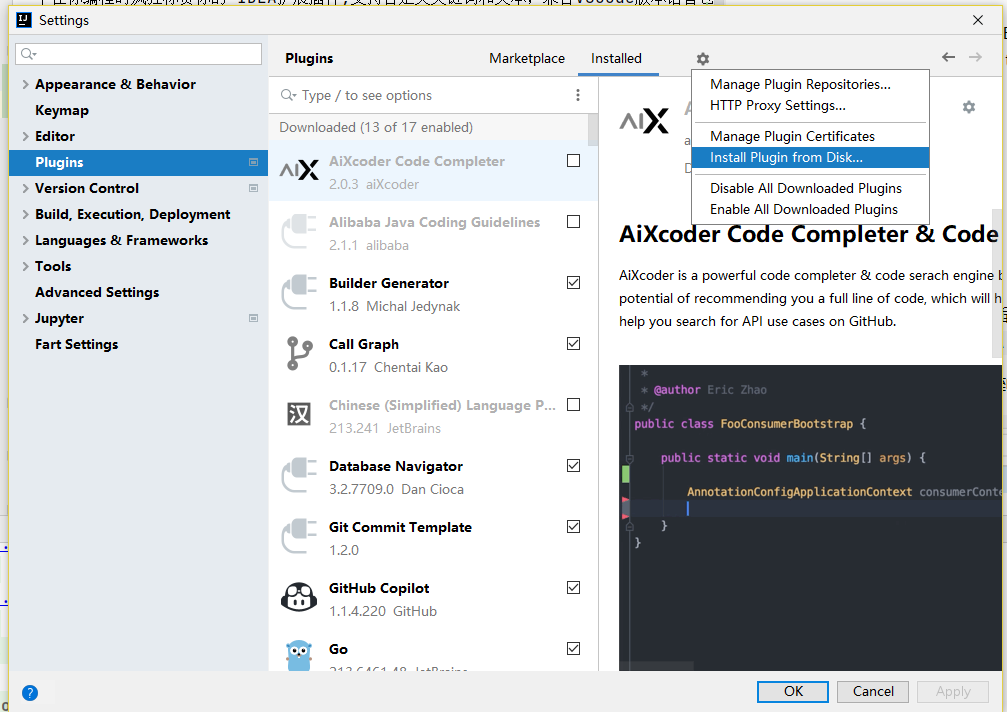 Settings
Plugins
Marketplace
Installed
Appearance & Behavior
Keymap
Editor
Plugins
Version Control
Build, Execution, Deployment
Languages & Frameworks
Tools
Advanced Settings
Jupyter
Fart Settings
Type / to see options
Downloaded (13 of 17 enabled)
AiXcoder Code Completer
2.0.3 aiXcoder
Alibaba Java Coding Guidelines
2.1.1 alibaba
Builder Generator
1.1.8 Michal Jedynak
Call Graph
0.1.17 Chentai Kao
汉
Chinese (Simplified) Language P...
213.241 JetBrains
Database Navigator
3.2.7709.0 Dan Cioca
Git Commit Template
1.2.0
GitHub Copilot
1.1.4.220 GitHub
Go
213.6461.48 JetBrains
Manage Plugin Repositories...
HTTP Proxy Settings...
Manage Plugin Certificates
Install Plugin from Disk...
Disable All Downloaded Plugins
Enable All Downloaded Plugins
AiX
AiXcoder Code Completer & Code
AiXcoder is a powerful code completer & code serach engine b
potential of recommending you a full line of code, which will h
help you search for API use cases on GitHub.
*
* @author Eric Zhao
*/
public class FooConsumerBootstrap {
public static void main(String[] args) {
AnnotationConfigApplicationContext consumerConte
}
}
?
OK
Cancel
Apply